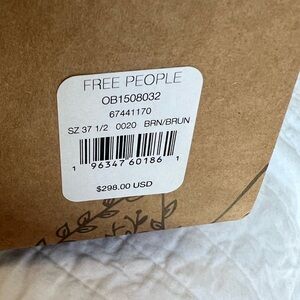 FREE PEOPLE
OB1508032
67441170
SZ 37 1/2 0020 BRN/BRUN
1 96347 60186 1
$298.00 USD